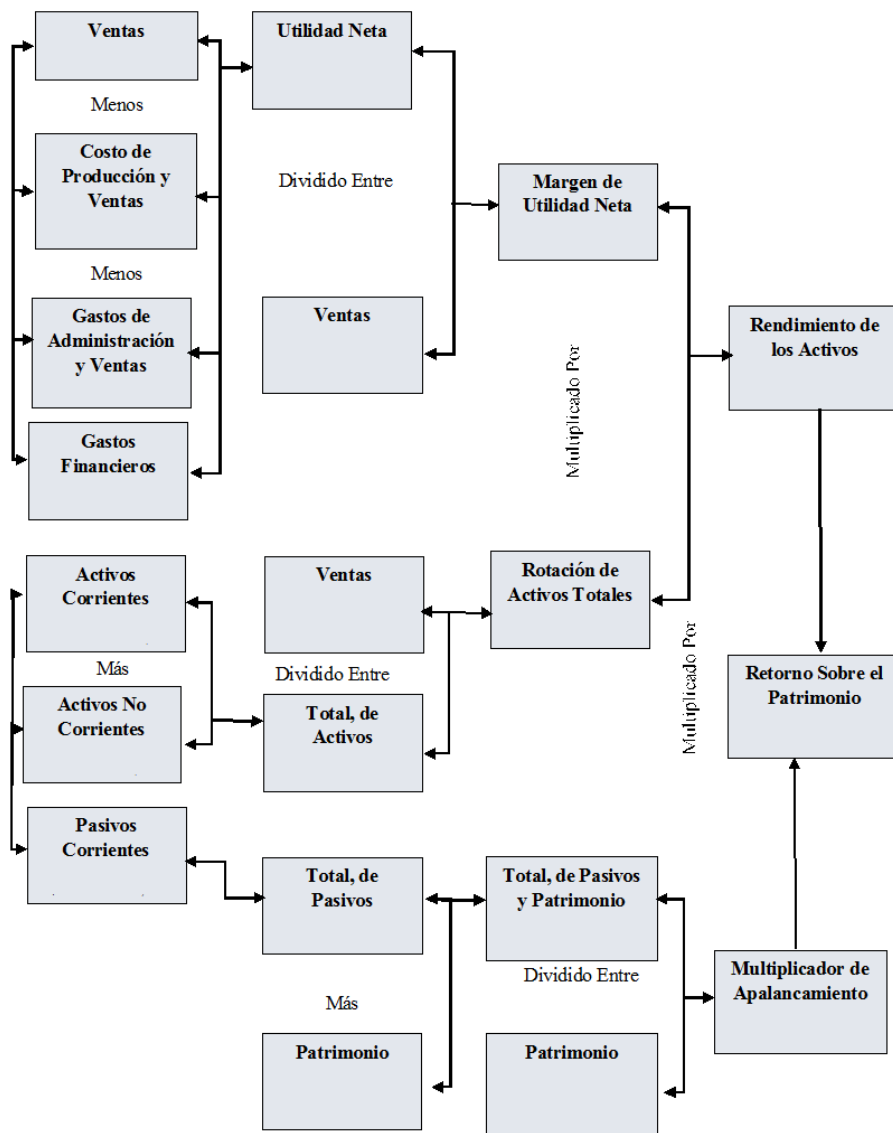 Ventas
Utilidad Neta
Menos
Costo de
Producción y
Ventas
Dividido Entre
Margen de
Utilidad Neta
Menos
Gastos de
Administración
y Ventas
Ventas
Multiplicado Por
Rendimiento de
los Activos
Gastos
Financieros
Activos
Corrientes
Ventas
Rotación de
Activos Totales
Más
Dividido Entre
Multiplicado Por
Retorno Sobre el
Patrimonio
Activos No
Corrientes
Total, de
Activos
Pasivos
Corrientes
Total, de
Pasivos
Total, de Pasivos
y Patrimonio
Más
Dividido Entre
Multiplicador de
Apalancamiento
Patrimonio
Patrimonio